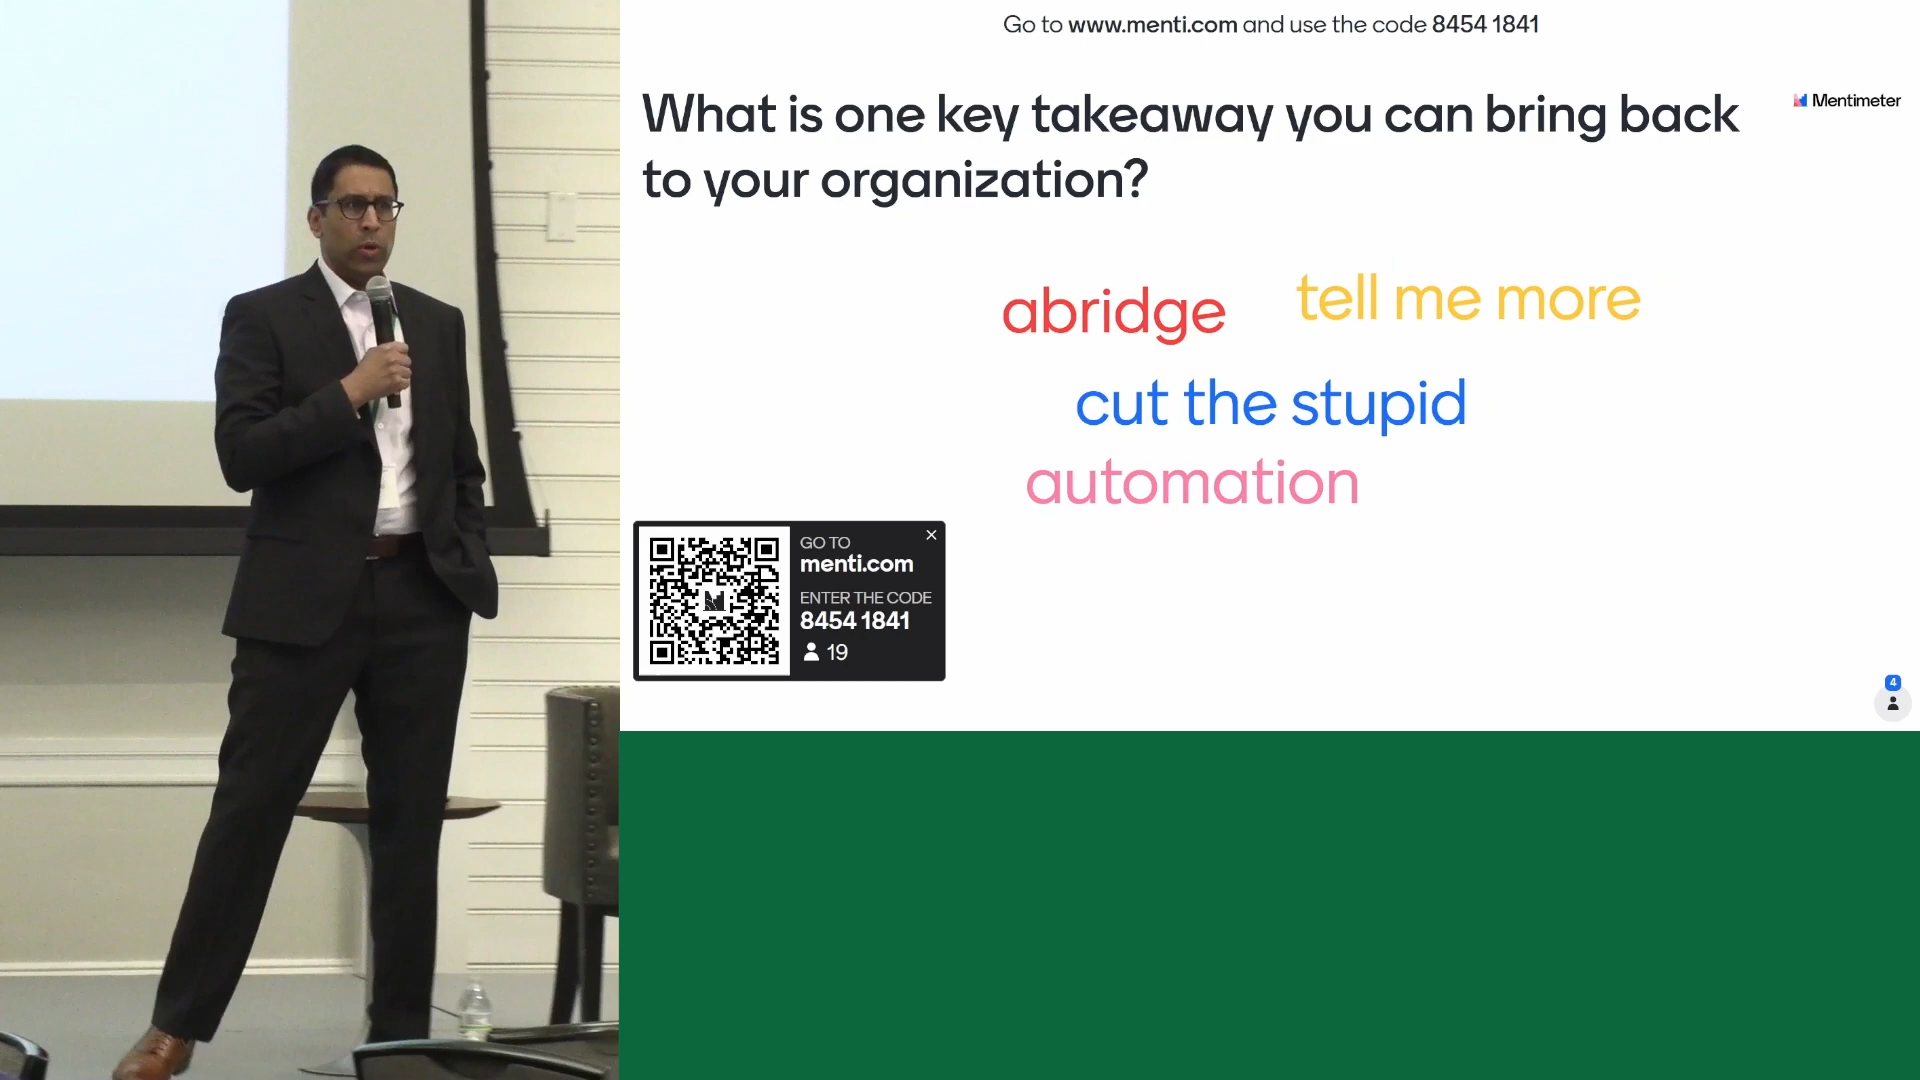 Go to www.menti.com and use the code 8454 1841
What is one key takeaway you can bring back
to your organization?
Mentimeter
abridge
tell me more
cut the stupid
automation
GO TO
menti.com
ENTER THE CODE
8454 1841
19
4